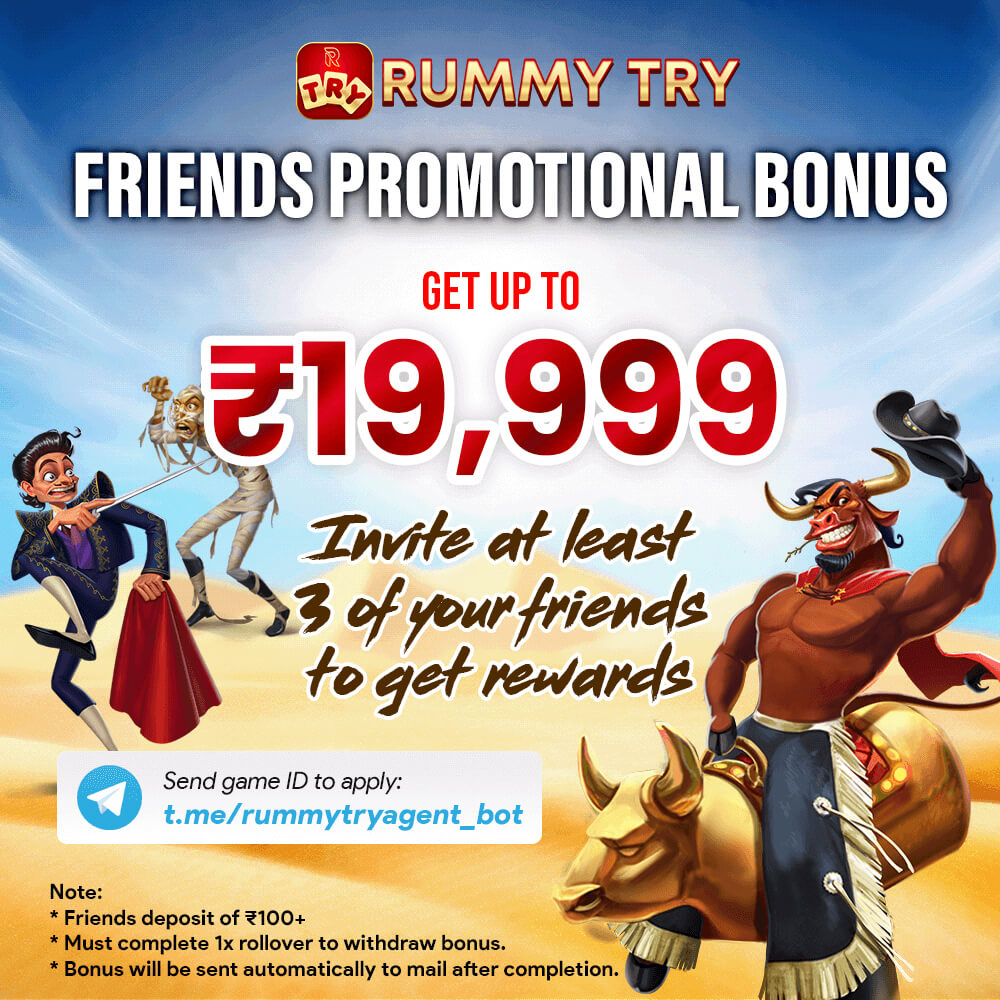 R
TRY
RUMMY TRY
FRIENDS PROMOTIONAL BONUS
GET UP TO
₹19,999
Invite at least
3 of your friends
to get rewards
Send game ID to apply:
t.me/rummytryagent_bot
Note:
* Friends deposit of ₹100+
* Must complete 1x rollover to withdraw bonus.
* Bonus will be sent automatically to mail after completion.